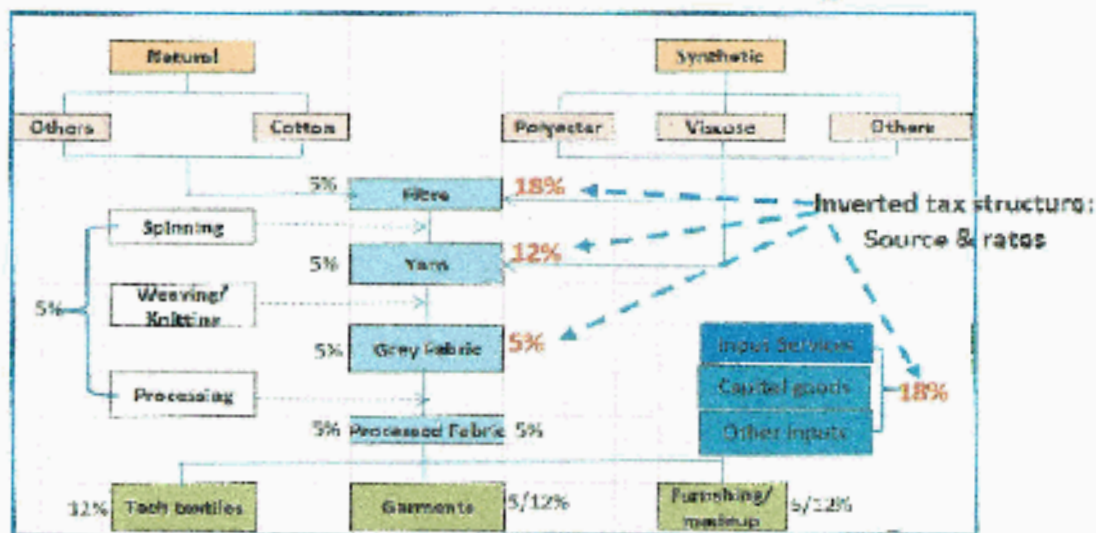 Natural
Synthetic
Others
Cotton
Polyester
Viscose
Others
5%
Fibre
18%
Inverted tax structure:
Source & rates
Spinning
5%
Yarn
12%
5%
Weaving/
Knitting
5%
Grey Fabric
5%
Input Services
Capital goods
18%
Other inputs
Processing
5%
Processed Fabric
5%
12%
Tech textiles
Garments
5/12%
Furnishing/
madeup
5/12%